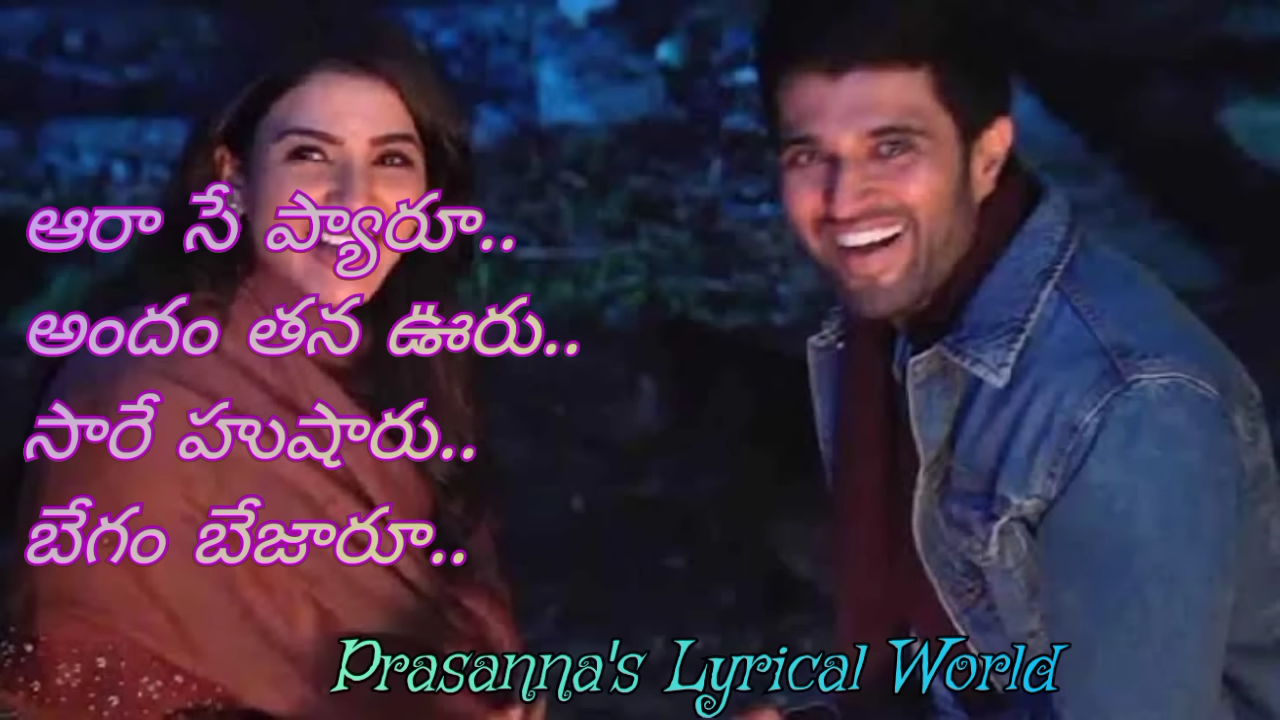 ఆరా సే ప్యారూ..
అందం తన ఊరు..
సారే హుషారు..
బేగం బేజారూ..
Prasanna's Lyrical World